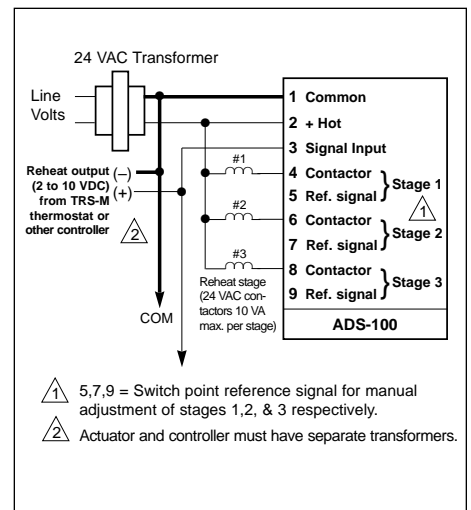 24 VAC Transformer
Line
Volts
1 Common
2 + Hot
3 Signal Input
4 Contactor
5 Ref. signal
Stage 1
1
6 Contactor
7 Ref. signal
Stage 2
8 Contactor
9 Ref. signal
Stage 3
ADS-100
#1
#2
#3
Reheat output (–)
(2 to 10 VDC) (+)
from TRS-M
thermostat or
other controller
2
Reheat stage
(24 VAC con-
tactors 10 VA
max. per stage)
COM
1 5,7,9 = Switch point reference signal for manual
adjustment of stages 1,2, & 3 respectively.
2 Actuator and controller must have separate transformers.